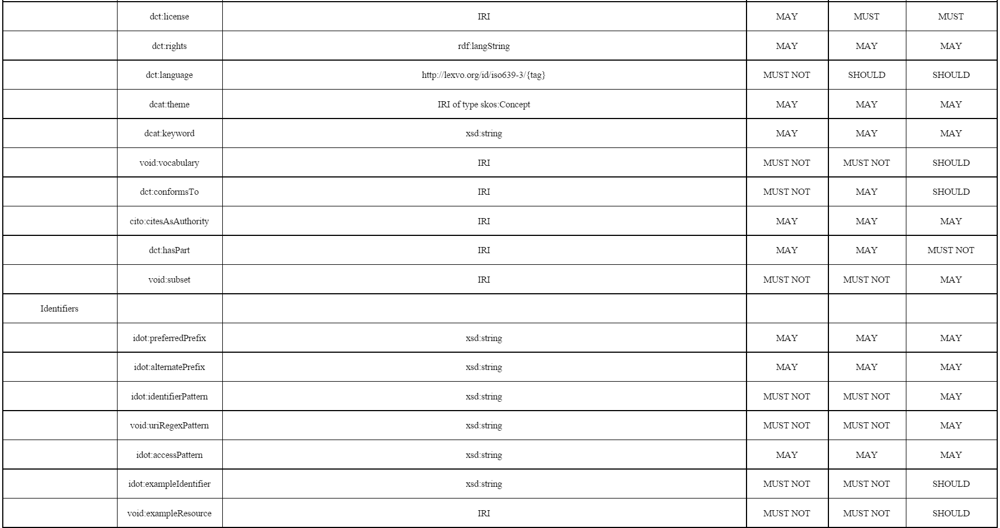 dct:license IRI MAY MUST MUST
dct:rights rdf:langString MAY MAY MAY
dct:language http://lexvo.org/id/iso639-3/{tag} MUST NOT SHOULD SHOULD
dcat:theme IRI of type skos:Concept MAY MAY MAY
dcat:keyword xsd:string MAY MAY MAY
void:vocabulary IRI MUST NOT MUST NOT SHOULD
dct:conformsTo IRI MUST NOT MAY SHOULD
cito:citesAsAuthority IRI MAY MAY MAY
dct:hasPart IRI MAY MAY MUST NOT
void:subset IRI MUST NOT MUST NOT MAY
Identifiers
idot:preferredPrefix xsd:string MAY MAY MAY
idot:alternatePrefix xsd:string MAY MAY MAY
idot:identifierPattern xsd:string MUST NOT MUST NOT MAY
void:uriRegexPattern xsd:string MUST NOT MUST NOT MAY
idot:accessPattern xsd:string MAY MAY MAY
idot:exampleIdentifier xsd:string MUST NOT MUST NOT SHOULD
void:exampleResource IRI MUST NOT MUST NOT SHOULD